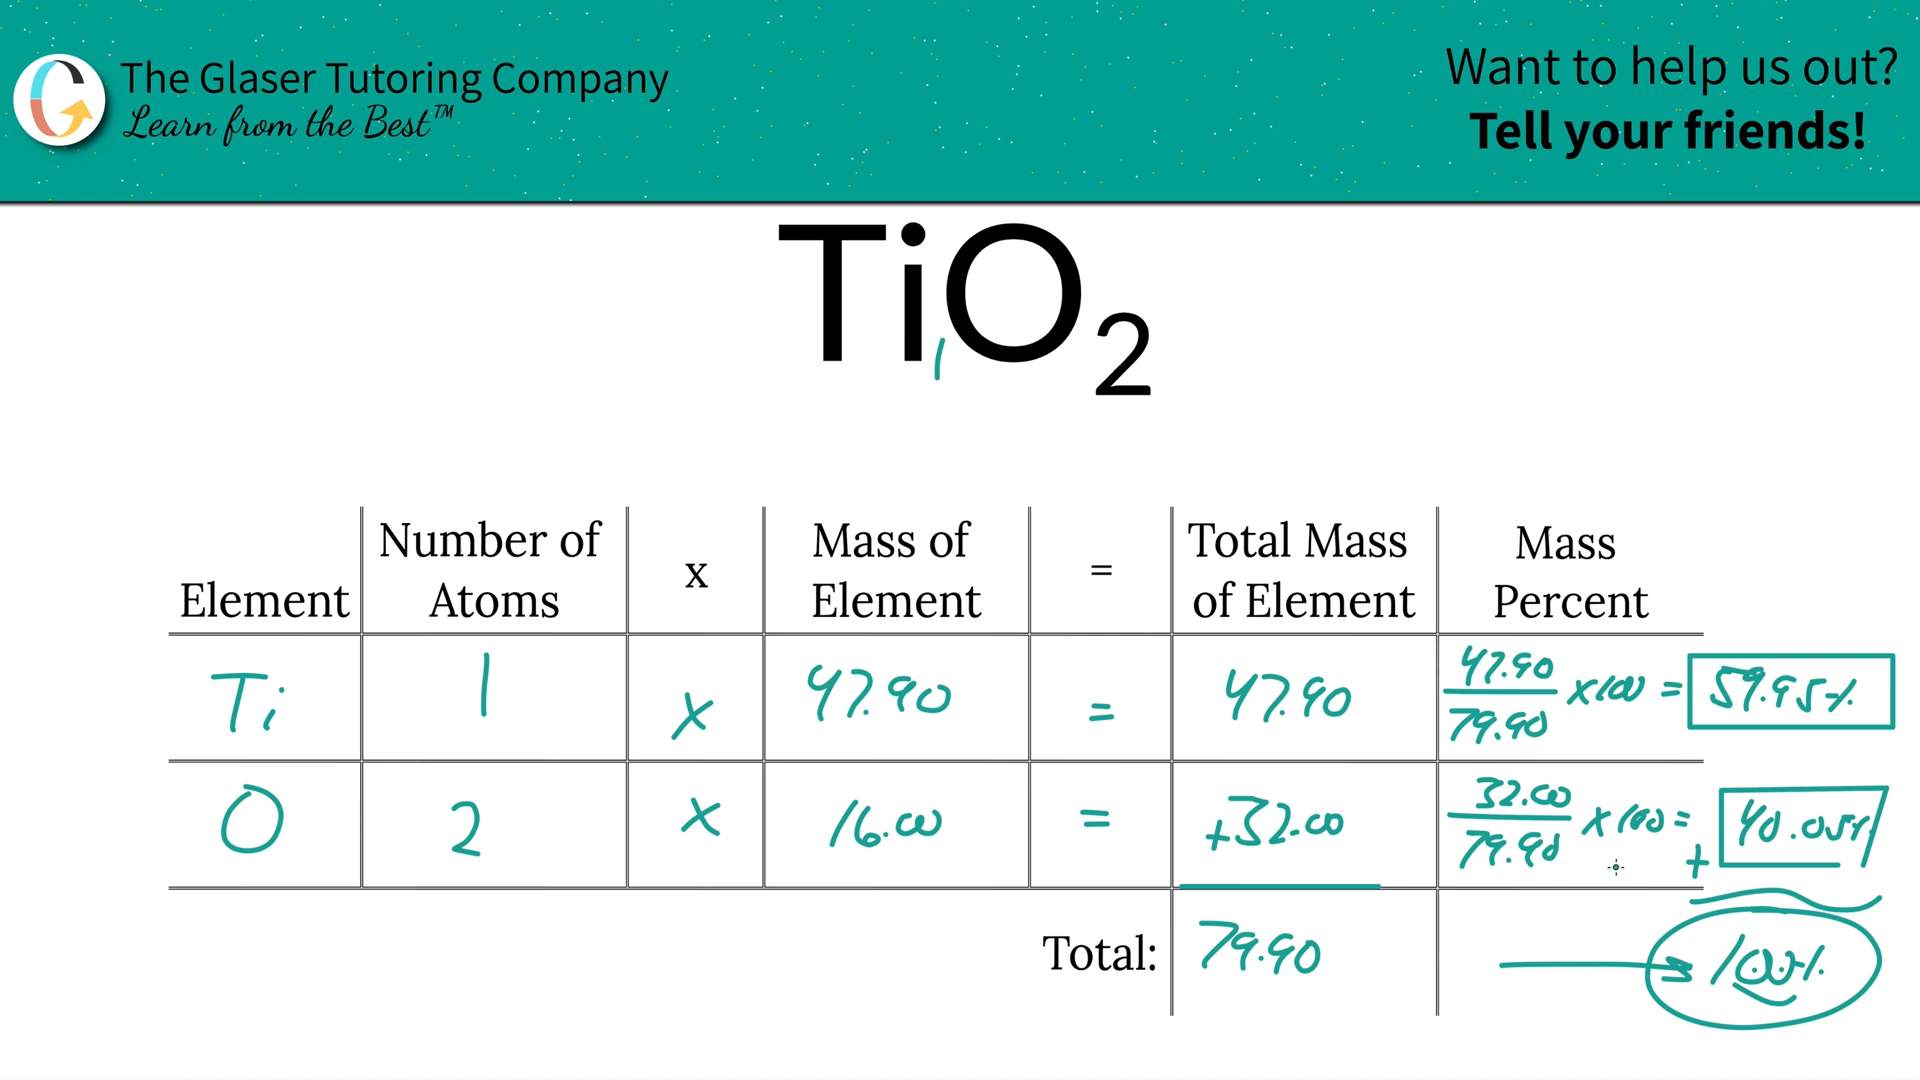 The Glaser Tutoring Company
Learn from the Best™
Want to help us out?
Tell your friends!
TiO₂
1
Element Number of Atoms x Mass of Element = Total Mass of Element Mass Percent
Ti 1 x 47.90 = 47.90 47.90/79.90 x100 = 59.95%
O 2 x 16.00 = +32.00 32.00/79.90 x100 = + 40.05%
Total: 79.90 100%